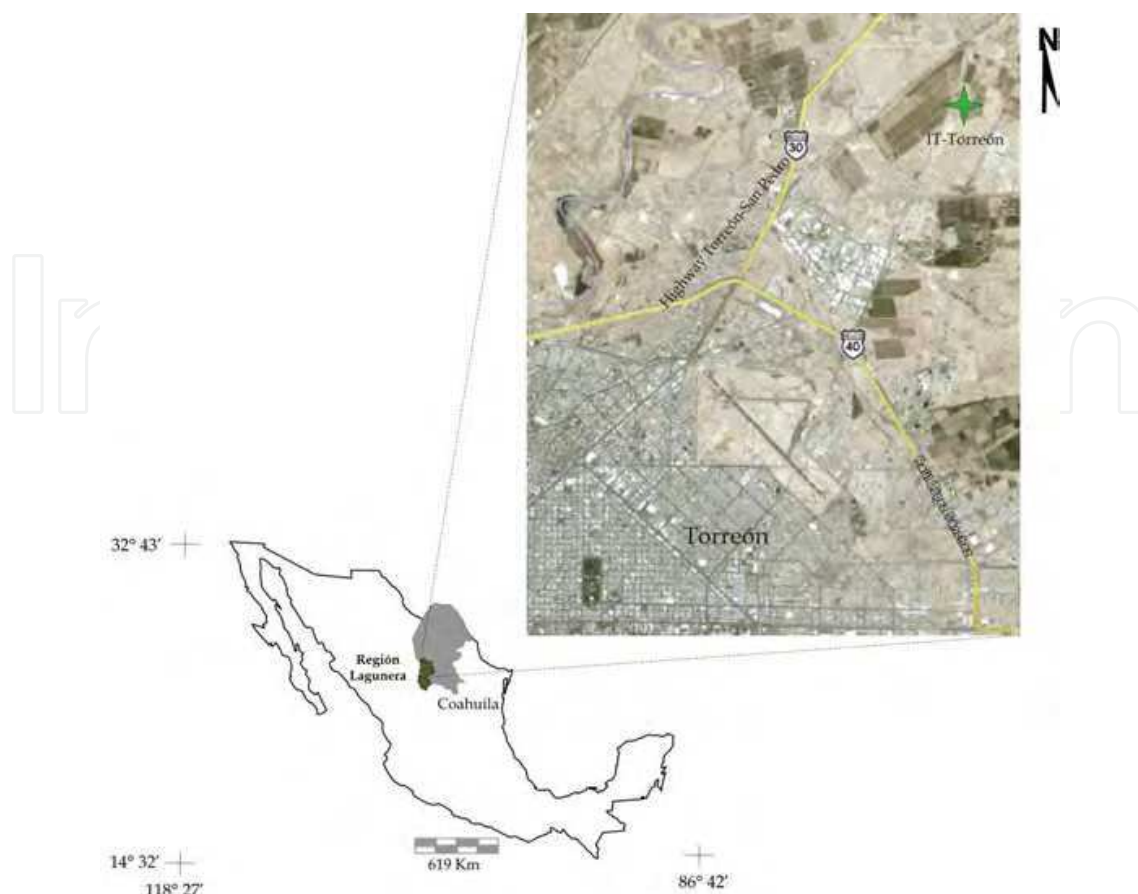 N
IT-Torreón
30
Highway Torreón-San Pedro
40
Torreón
32° 43'
Región
Lagunera
Coahuila
619 Km
14° 32'
118° 27'
86° 42'